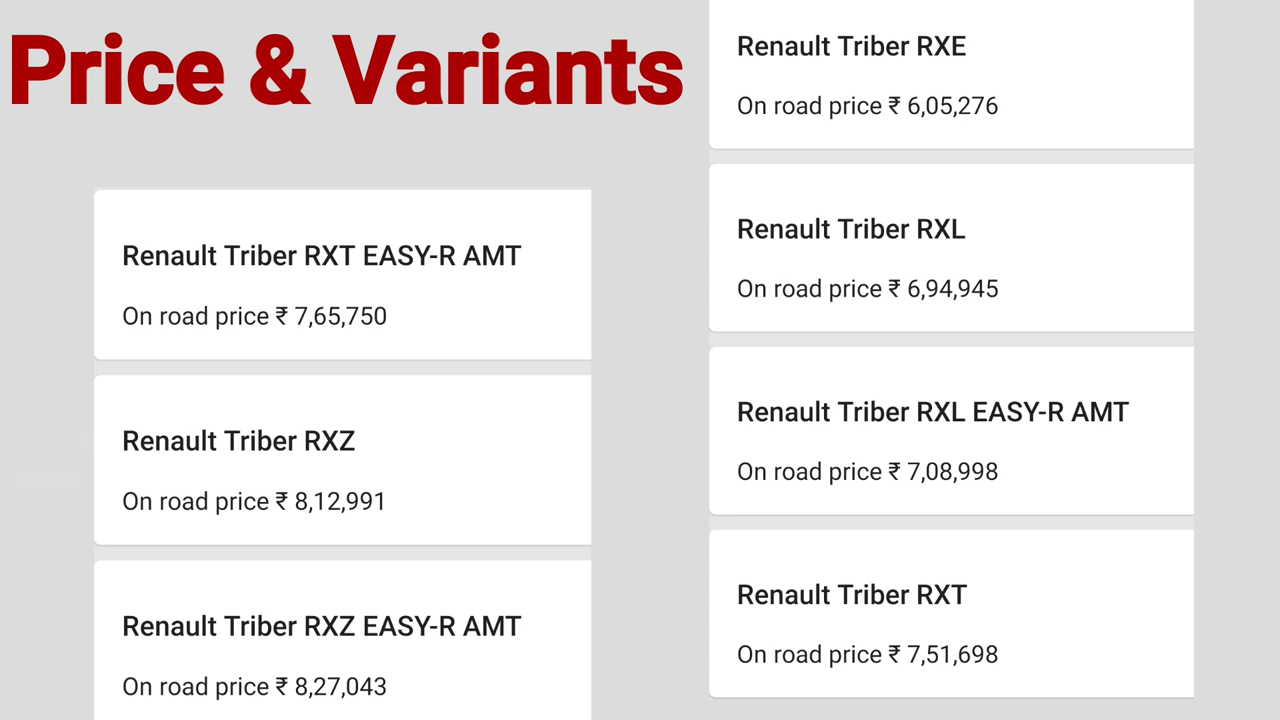 Price & Variants
Renault Triber RXT EASY-R AMT
On road price ₹ 7,65,750
Renault Triber RXZ
On road price ₹ 8,12,991
Renault Triber RXZ EASY-R AMT
On road price ₹ 8,27,043
Renault Triber RXE
On road price ₹ 6,05,276
Renault Triber RXL
On road price ₹ 6,94,945
Renault Triber RXL EASY-R AMT
On road price ₹ 7,08,998
Renault Triber RXT
On road price ₹ 7,51,698